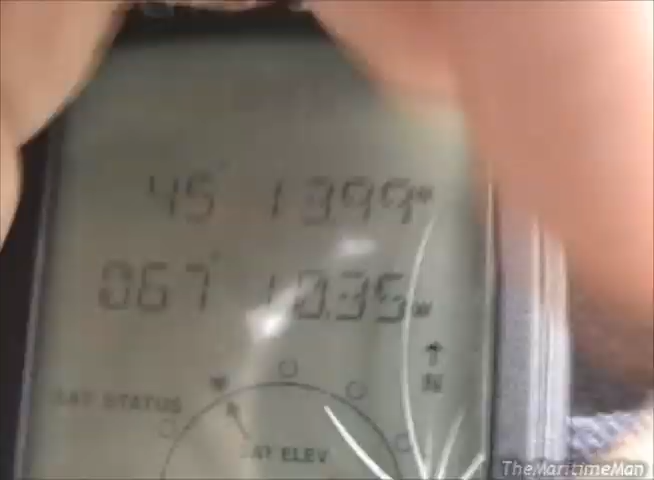 45° 13.99 N
067° 10.35 W
N
SAT STATUS
SAT ELEV
TheMaritimeMan